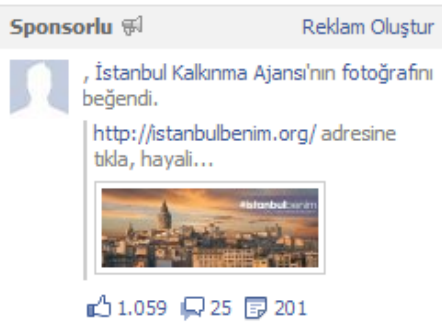 Sponsorlu Reklam Oluştur
, İstanbul Kalkınma Ajansı'nın fotoğrafını
beğendi.
http://istanbulbenim.org/ adresine
tıkla, hayali...
#istanbulbenim
1.059 25 201